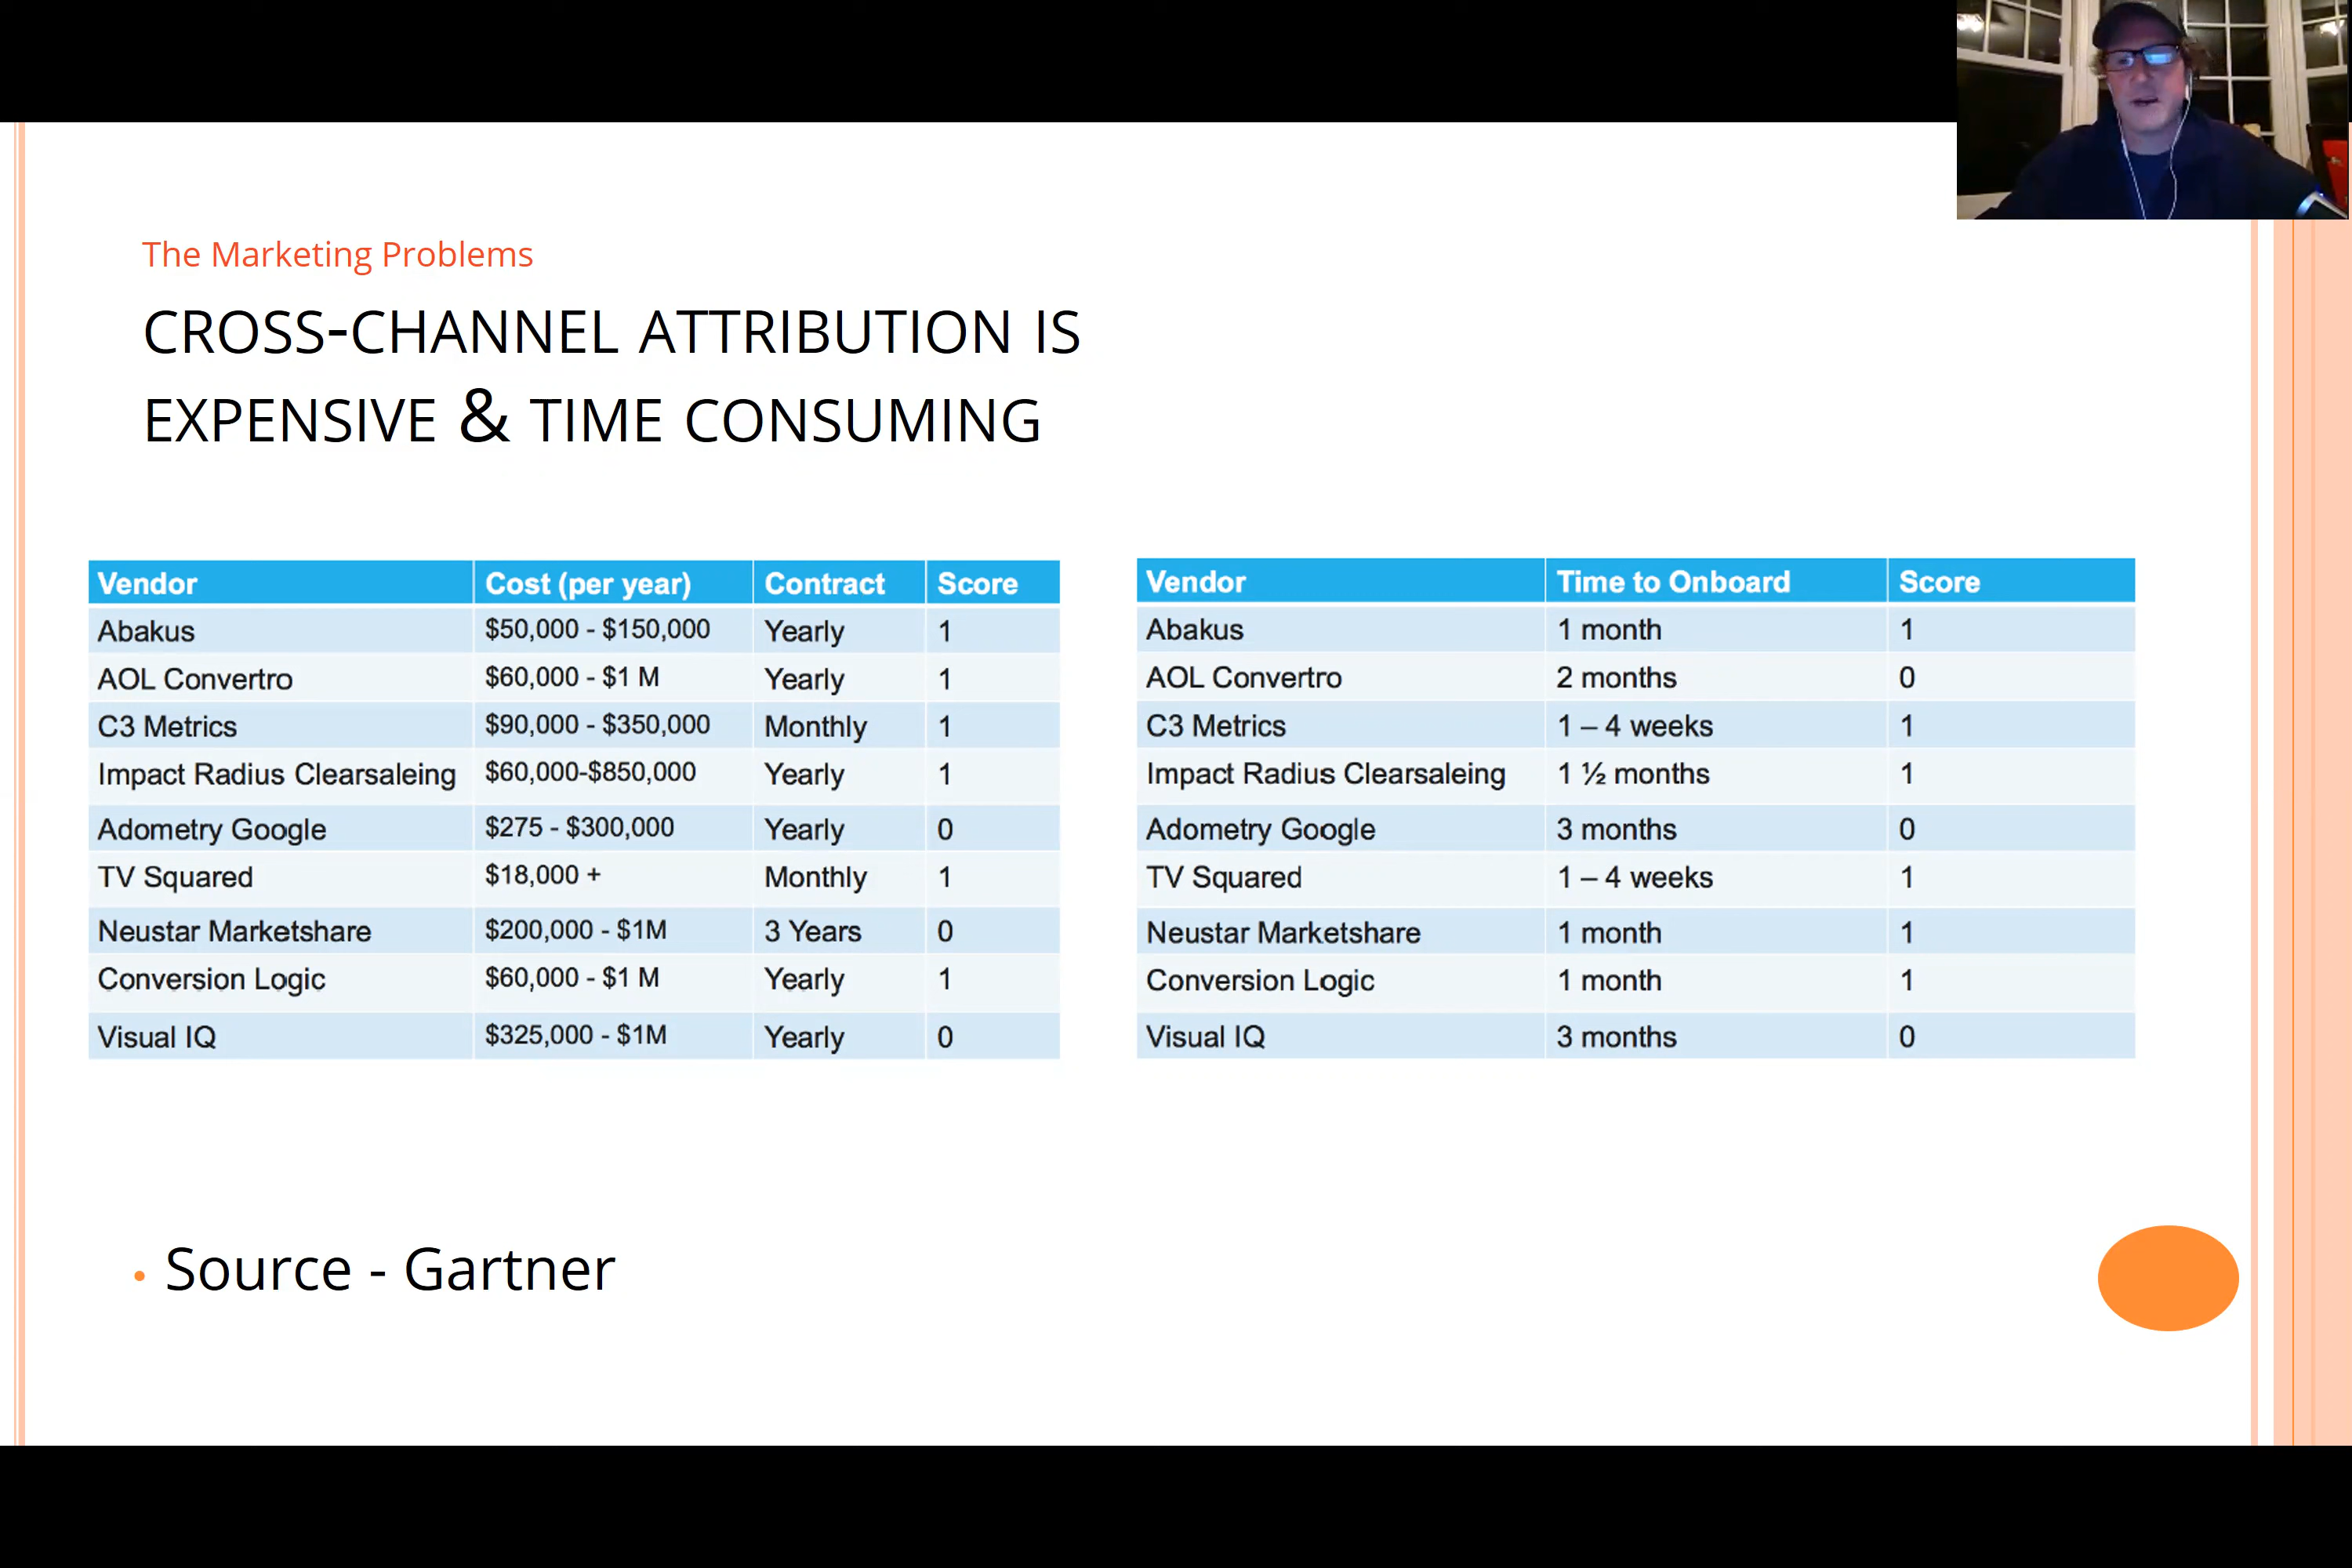 The Marketing Problems
CROSS-CHANNEL ATTRIBUTION IS
EXPENSIVE & TIME CONSUMING
Vendor Cost (per year) Contract Score
Abakus $50,000 - $150,000 Yearly 1
AOL Convertro $60,000 - $1 M Yearly 1
C3 Metrics $90,000 - $350,000 Monthly 1
Impact Radius Clearsaleing $60,000-$850,000 Yearly 1
Adometry Google $275 - $300,000 Yearly 0
TV Squared $18,000 + Monthly 1
Neustar Marketshare $200,000 - $1M 3 Years 0
Conversion Logic $60,000 - $1 M Yearly 1
Visual IQ $325,000 - $1M Yearly 0
Vendor Time to Onboard Score
Abakus 1 month 1
AOL Convertro 2 months 0
C3 Metrics 1 – 4 weeks 1
Impact Radius Clearsaleing 1 ½ months 1
Adometry Google 3 months 0
TV Squared 1 – 4 weeks 1
Neustar Marketshare 1 month 1
Conversion Logic 1 month 1
Visual IQ 3 months 0
• Source - Gartner